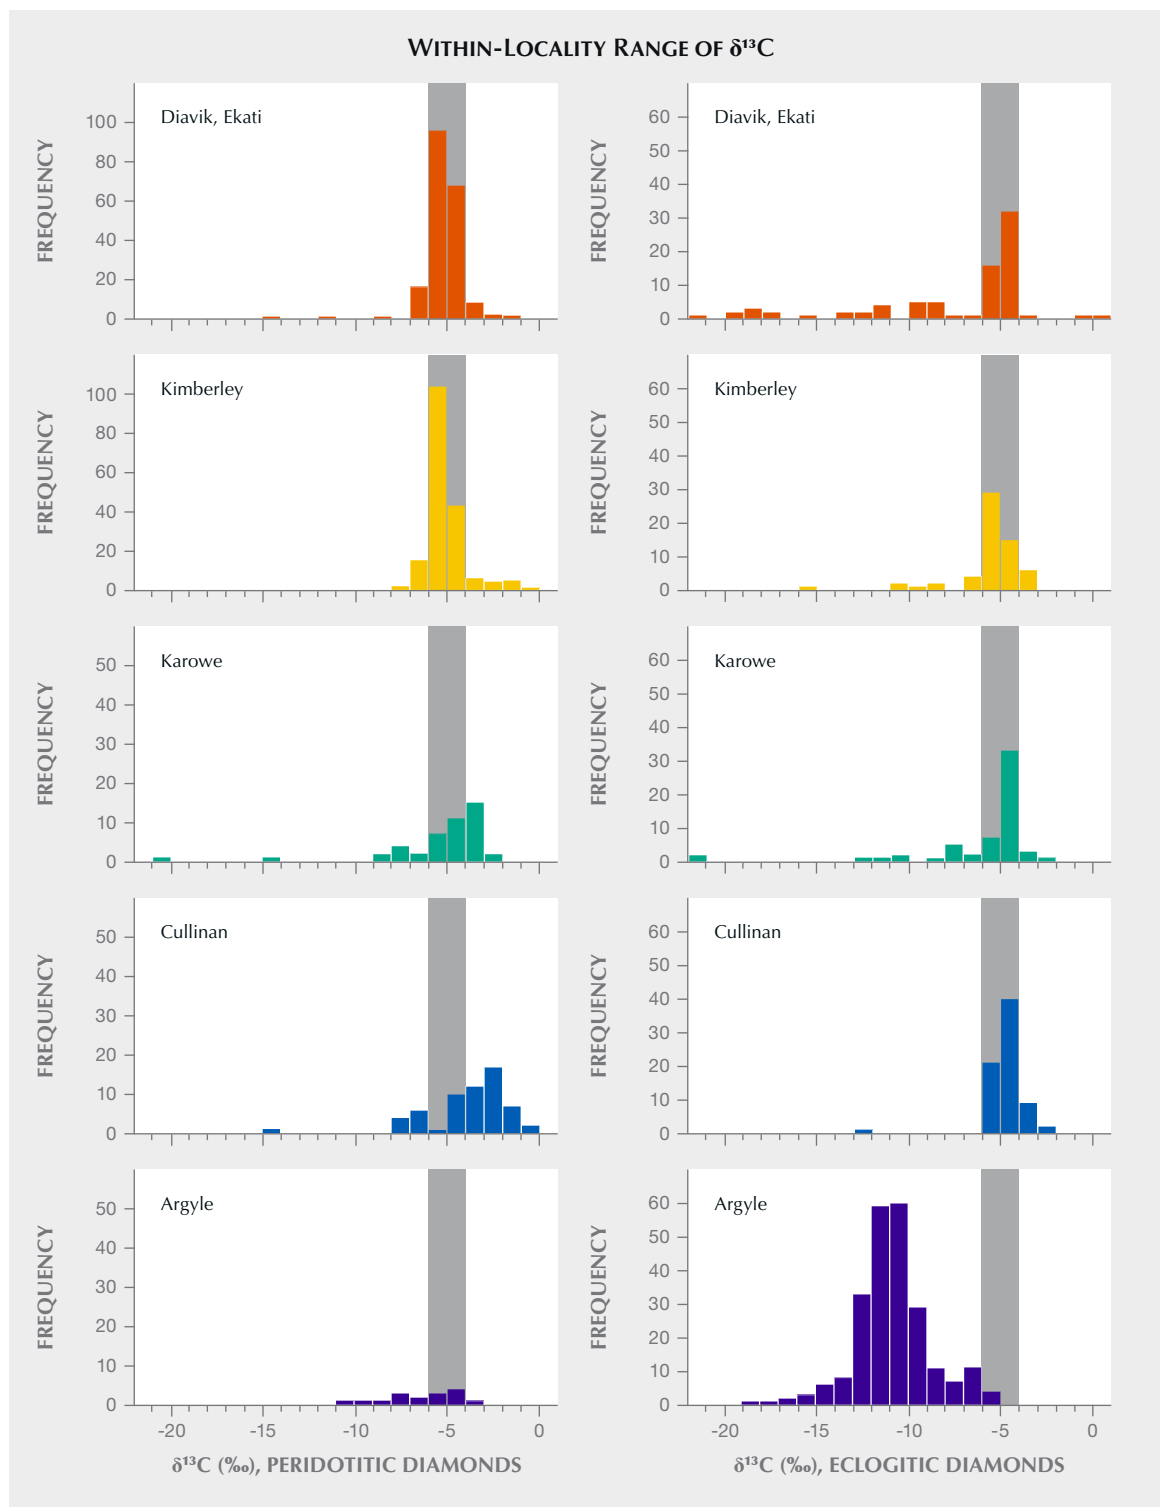 WITHIN-LOCALITY RANGE OF δ¹³C
Diavik, Ekati
FREQUENCY
100
80
60
40
20
0
Diavik, Ekati
FREQUENCY
60
50
40
30
20
10
0
Kimberley
FREQUENCY
100
80
60
40
20
0
Kimberley
FREQUENCY
60
50
40
30
20
10
0
Karowe
FREQUENCY
50
40
30
20
10
0
Karowe
FREQUENCY
60
50
40
30
20
10
0
Cullinan
FREQUENCY
50
40
30
20
10
0
Cullinan
FREQUENCY
60
50
40
30
20
10
0
Argyle
FREQUENCY
50
40
30
20
10
0
-20 -15 -10 -5 0
δ¹³C (‰), PERIDOTITIC DIAMONDS
Argyle
FREQUENCY
60
50
40
30
20
10
0
-20 -15 -10 -5 0
δ¹³C (‰), ECLOGITIC DIAMONDS